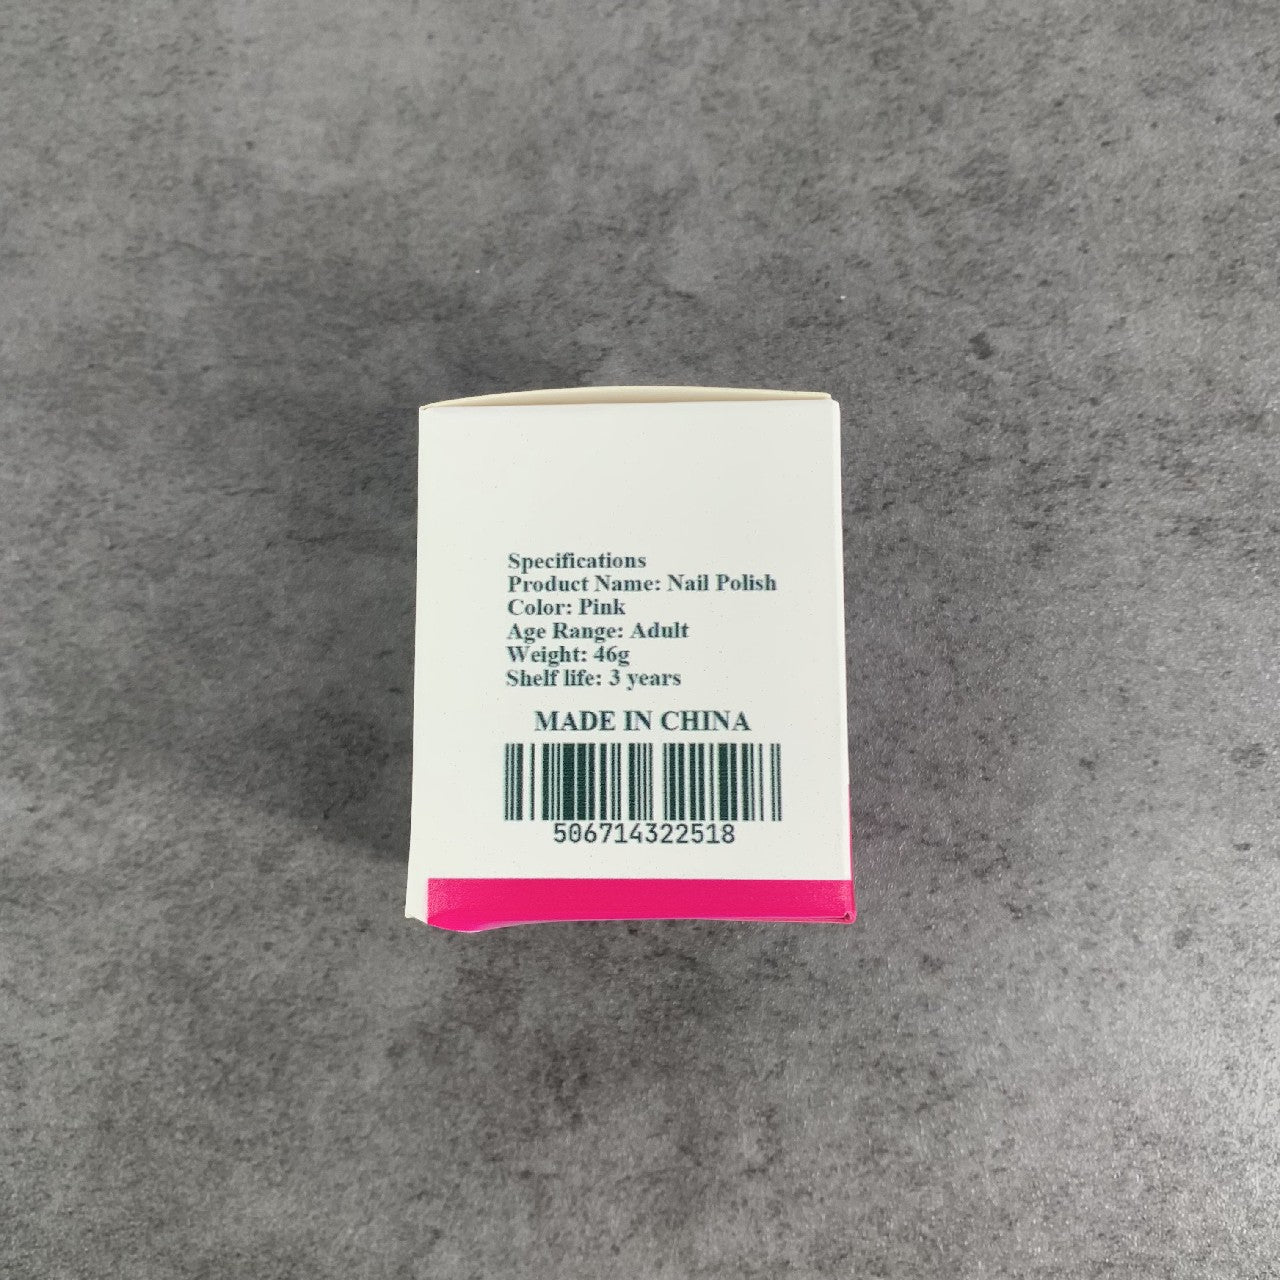 Specifications
Product Name: Nail Polish
Color: Pink
Age Range: Adult
Weight: 46g
Shelf life: 3 years
MADE IN CHINA
506714322518